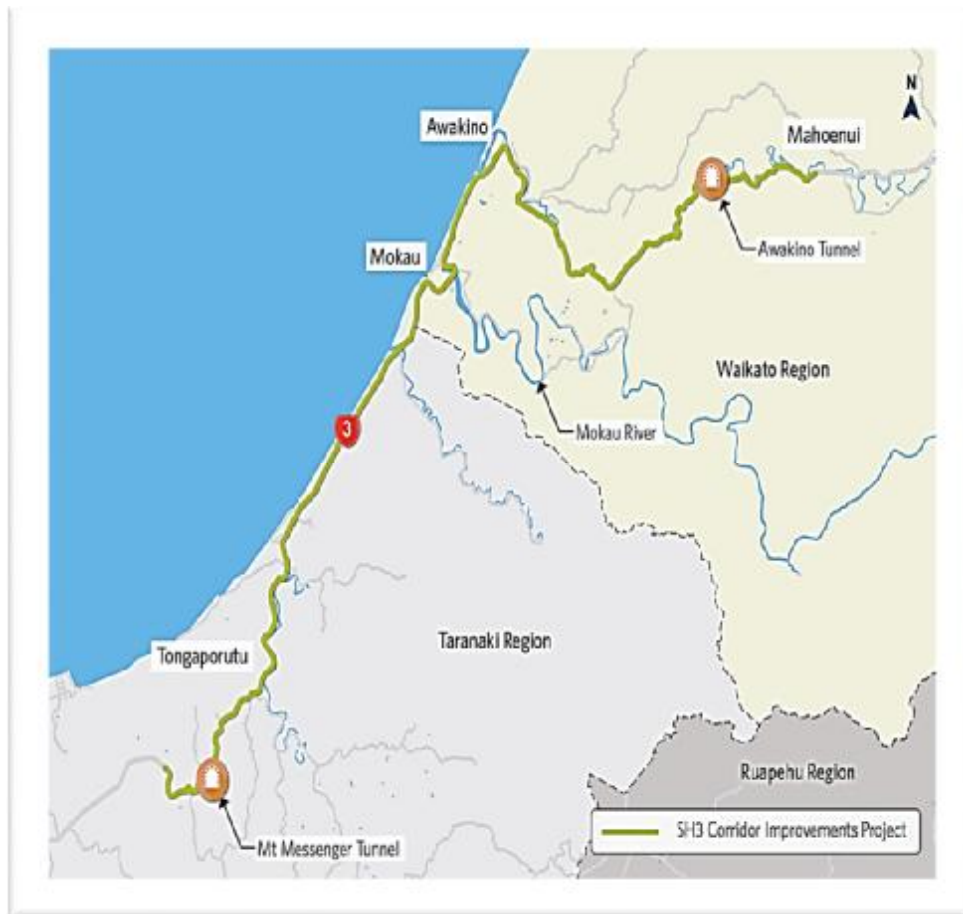 N
Awakino
Mahoenui
Awakino Tunnel
Mokau
Waikato Region
Mokau River
3
Taranaki Region
Tongaporutu
Ruapehu Region
SH3 Corridor Improvements Project
Mt Messenger Tunnel